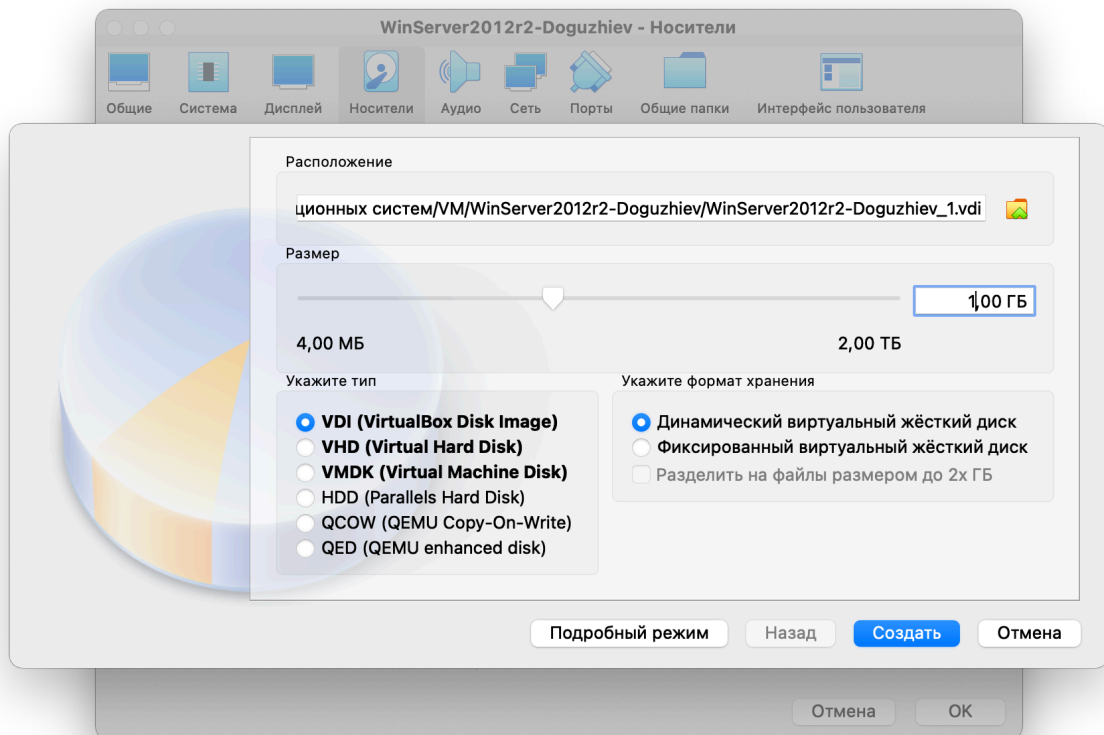 WinServer2012r2-Doguzhiev - Носители
Общие Система Дисплей Носители Аудио Сеть Порты Общие папки Интерфейс пользователя
Расположение
ционных систем/VM/WinServer2012r2-Doguzhiev/WinServer2012r2-Doguzhiev_1.vdi
Размер
1,00 ГБ
4,00 МБ 2,00 ТБ
Укажите тип
VDI (VirtualBox Disk Image)
VHD (Virtual Hard Disk)
VMDK (Virtual Machine Disk)
HDD (Parallels Hard Disk)
QCOW (QEMU Copy-On-Write)
QED (QEMU enhanced disk)
Укажите формат хранения
Динамический виртуальный жёсткий диск
Фиксированный виртуальный жёсткий диск
Разделить на файлы размером до 2х ГБ
Подробный режим Назад Создать Отмена
Отмена OK